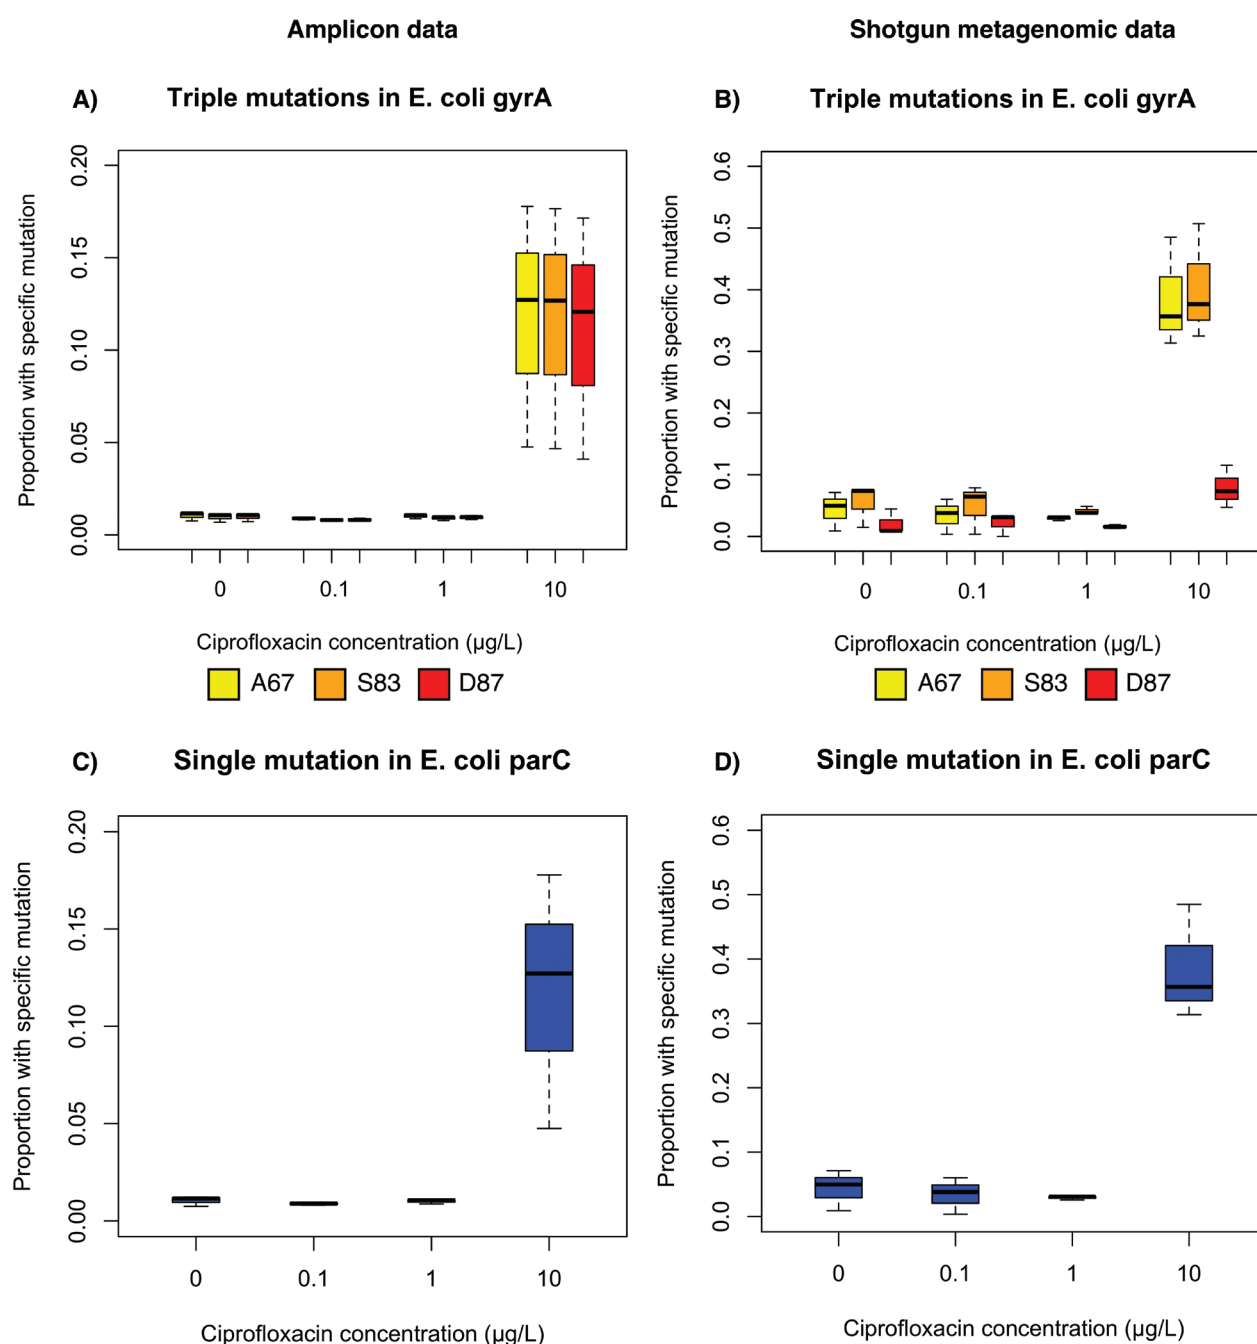 Amplicon data
Shotgun metagenomic data
A) Triple mutations in E. coli gyrA
Proportion with specific mutation
0.20
0.15
0.10
0.05
0.00
0 0.1 1 10
Ciprofloxacin concentration (µg/L)
A67 S83 D87
B) Triple mutations in E. coli gyrA
Proportion with specific mutation
0.6
0.5
0.4
0.3
0.2
0.1
0.0
0 0.1 1 10
Ciprofloxacin concentration (µg/L)
A67 S83 D87
C) Single mutation in E. coli parC
Proportion with specific mutation
0.20
0.15
0.10
0.05
0.00
0 0.1 1 10
Ciprofloxacin concentration (µg/L)
D) Single mutation in E. coli parC
Proportion with specific mutation
0.6
0.5
0.4
0.3
0.2
0.1
0.0
0 0.1 1 10
Ciprofloxacin concentration (µg/L)